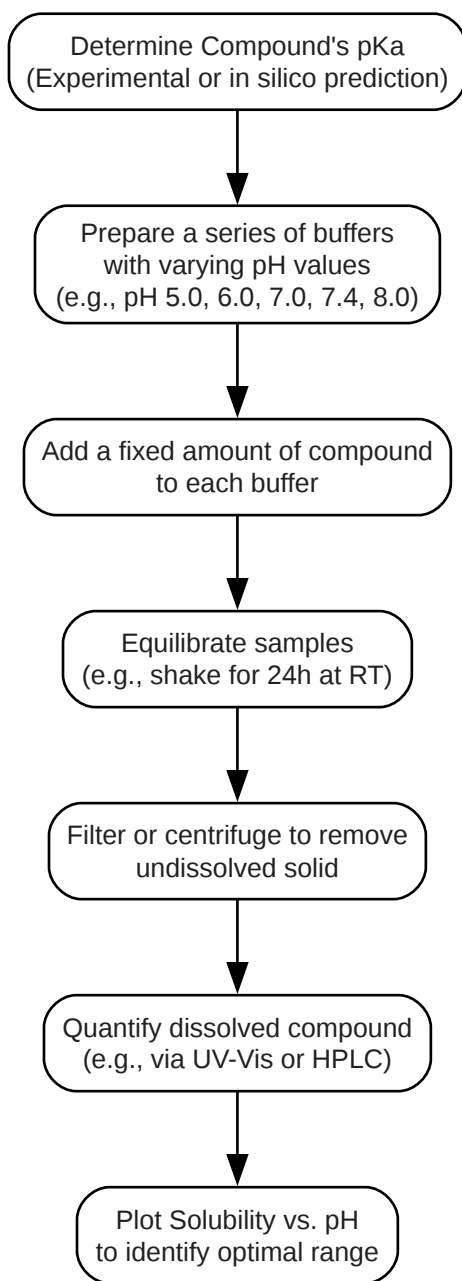 Determine Compound's pKa
(Experimental or in silico prediction)
Prepare a series of buffers
with varying pH values
(e.g., pH 5.0, 6.0, 7.0, 7.4, 8.0)
Add a fixed amount of compound
to each buffer
Equilibrate samples
(e.g., shake for 24h at RT)
Filter or centrifuge to remove
undissolved solid
Quantify dissolved compound
(e.g., via UV-Vis or HPLC)
Plot Solubility vs. pH
to identify optimal range